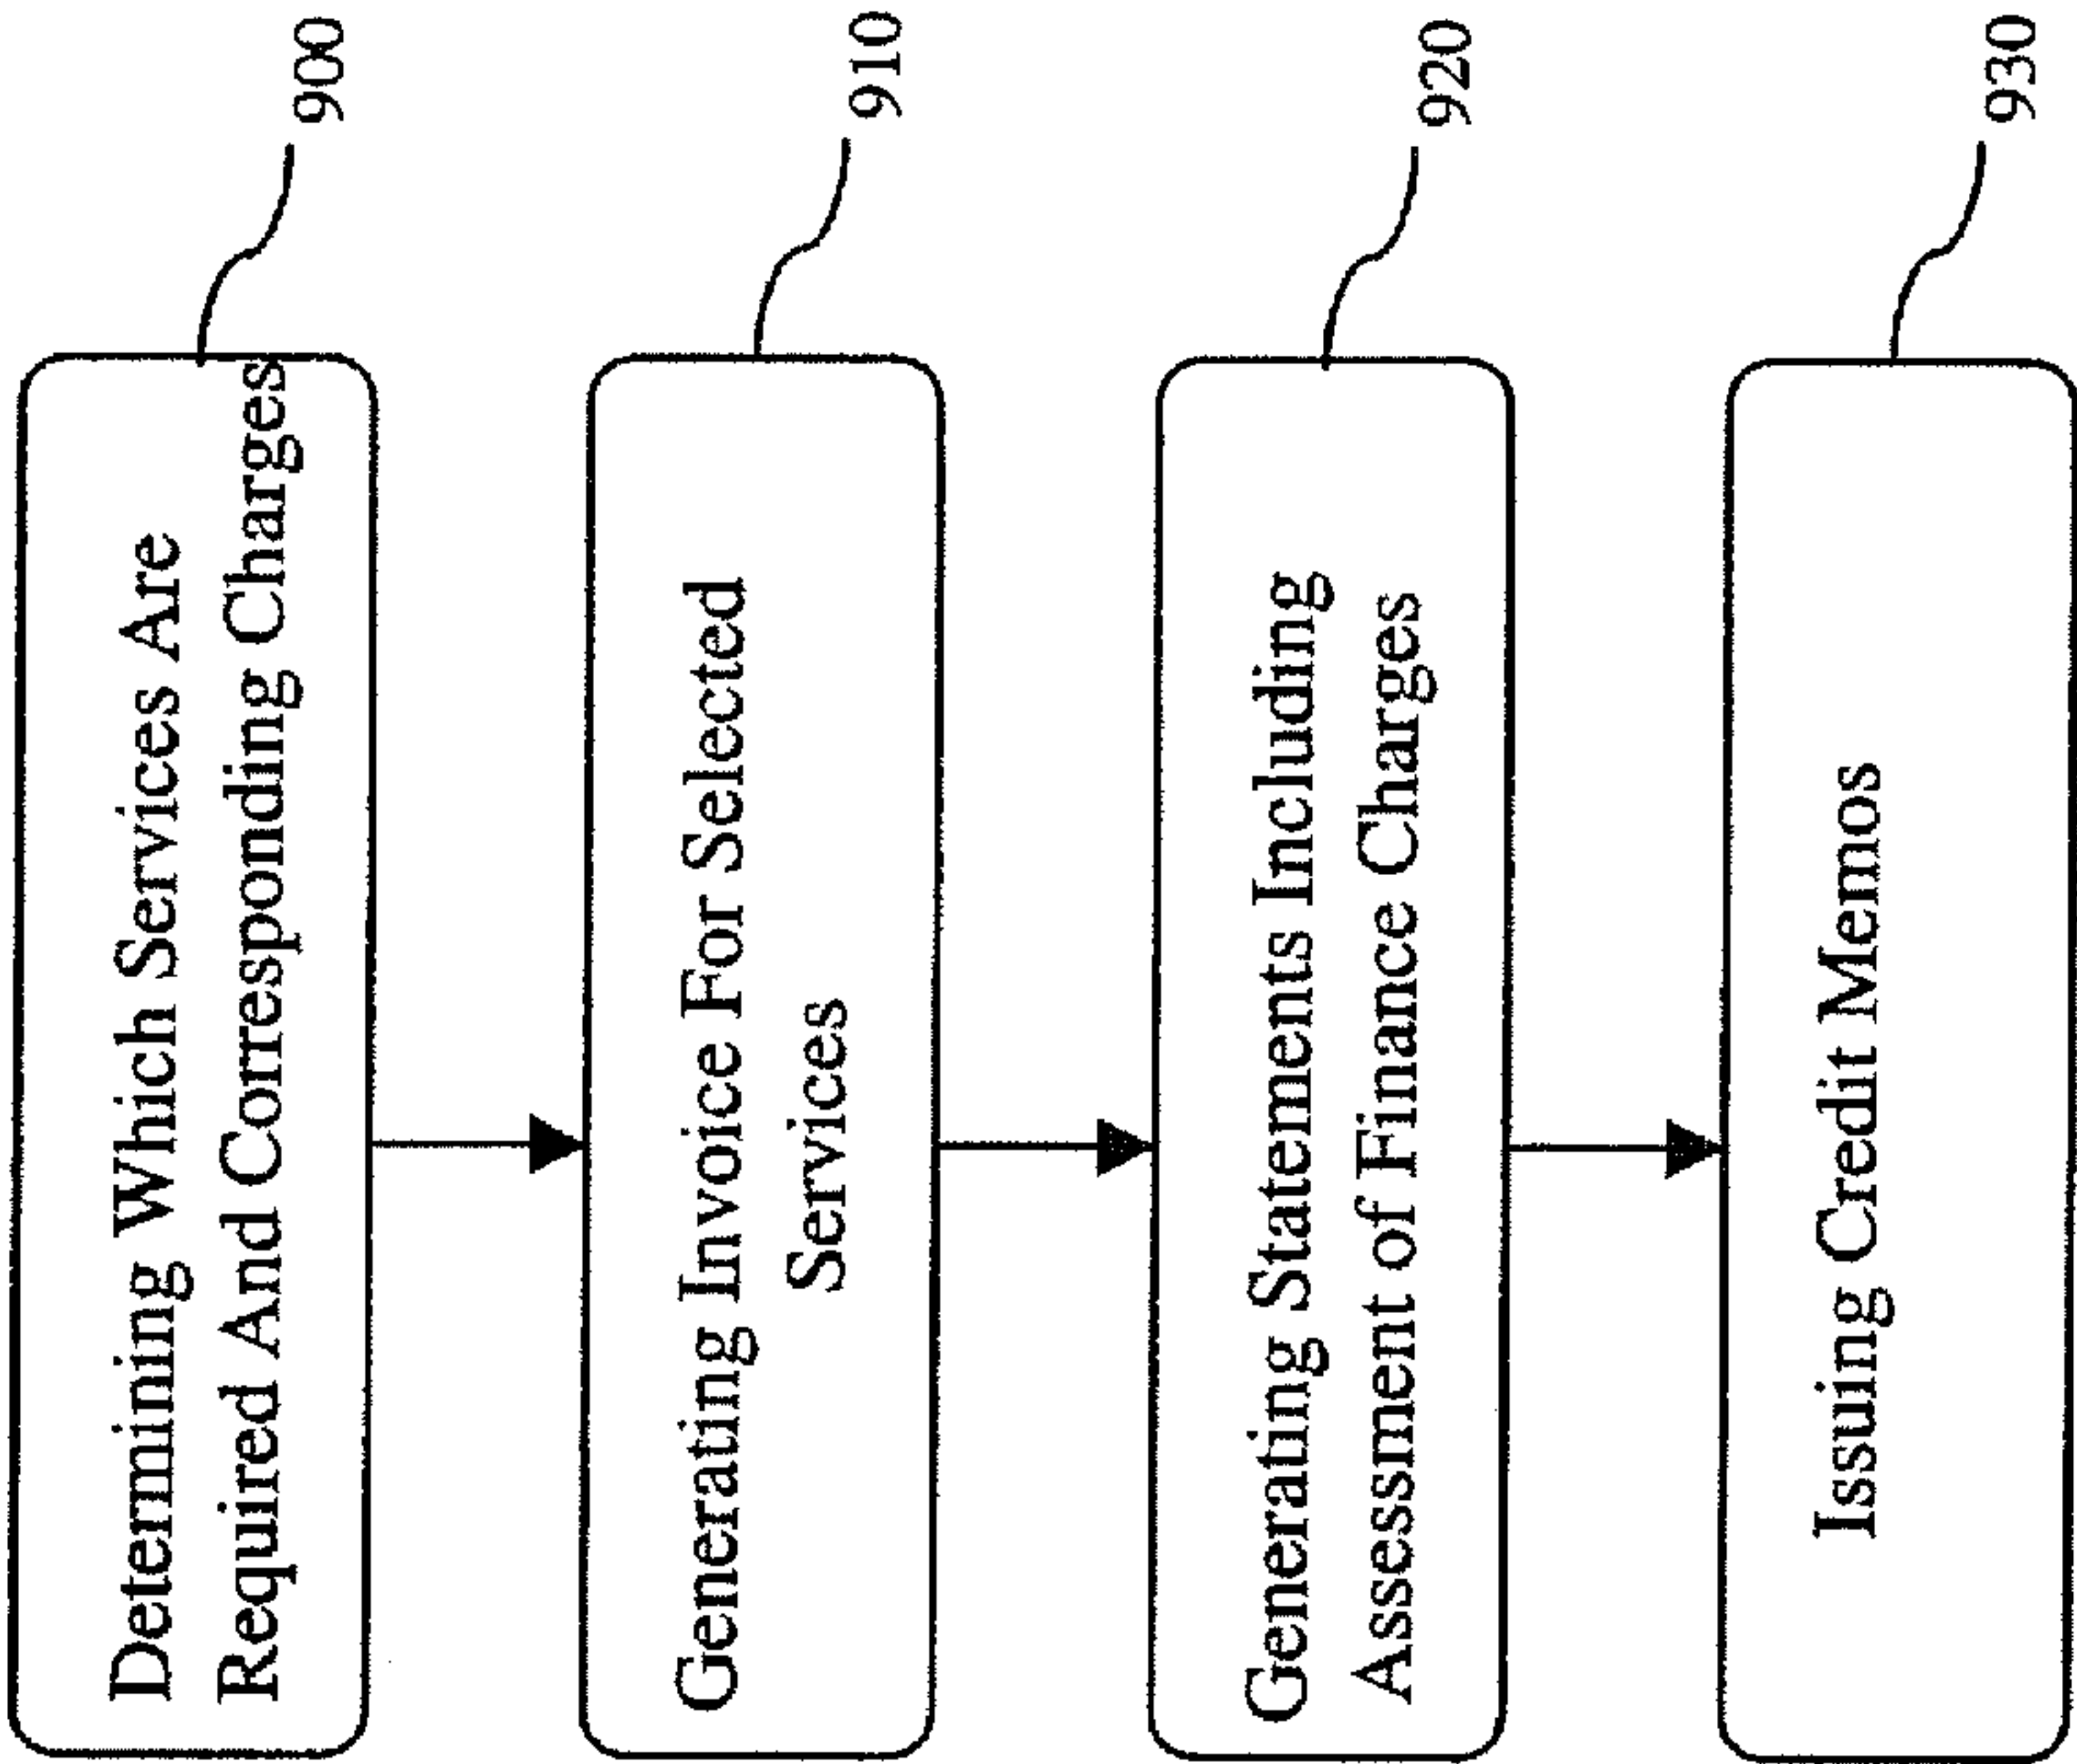 Determining Which Services Are
Required And Corresponding Charges
900
Generating Invoice For Selected
Services
910
Generating Statements Including
Assessment of Finance Charges
920
Issuing Credit Memos
930